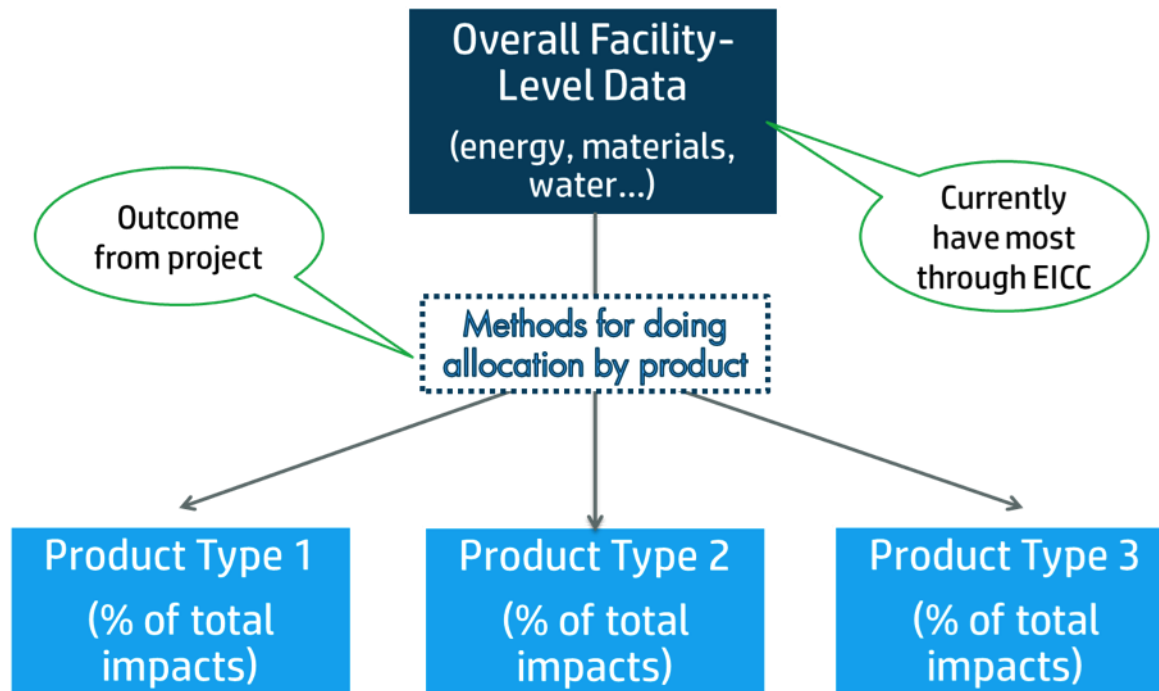 Overall Facility-
Level Data
(energy, materials,
water...)
Outcome
from project
Currently
have most
through EICC
Methods for doing
allocation by product
Product Type 1
(% of total
impacts)
Product Type 2
(% of total
impacts)
Product Type 3
(% of total
impacts)